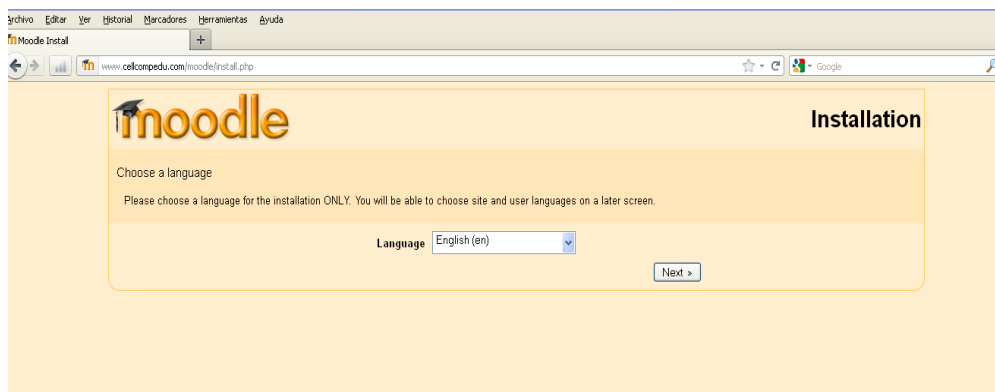 Archivo Editar Ver Historial Marcadores Herramientas Ayuda
Moodle Install
www.cellcompedu.com/moodle/install.php
Google
moodle
Installation
Choose a language
Please choose a language for the installation ONLY. You will be able to choose site and user languages on a later screen.
Language English (en)
Next »